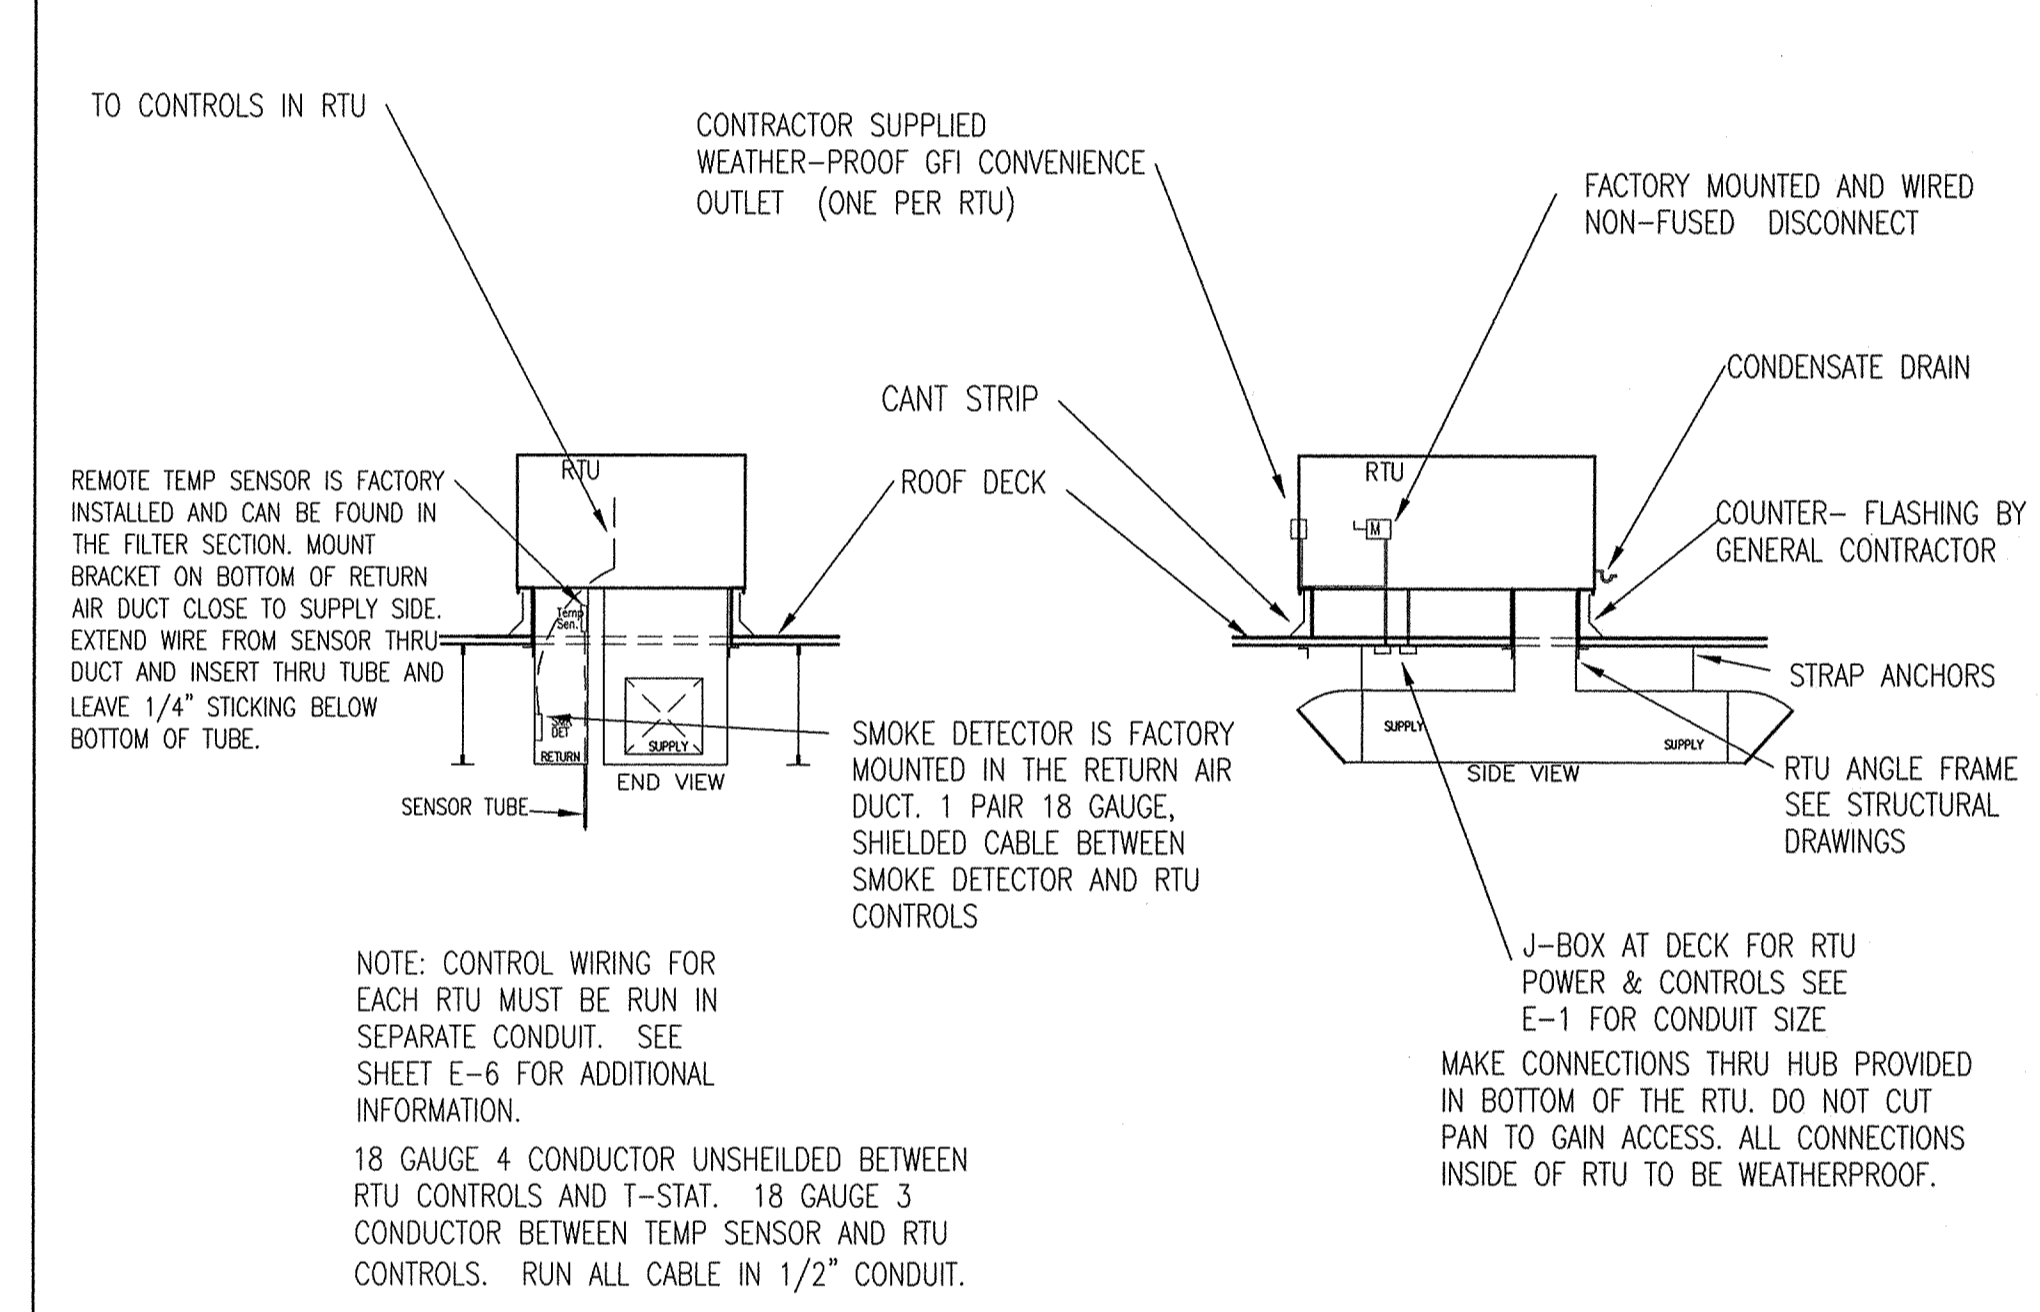 TO CONTROLS IN RTU
CONTRACTOR SUPPLIED
WEATHER-PROOF GFI CONVENIENCE
OUTLET (ONE PER RTU)
FACTORY MOUNTED AND WIRED
NON-FUSED DISCONNECT
CANT STRIP
ROOF DECK
CONDENSATE DRAIN
COUNTER- FLASHING BY
GENERAL CONTRACTOR
REMOTE TEMP SENSOR IS FACTORY
INSTALLED AND CAN BE FOUND IN
THE FILTER SECTION. MOUNT
BRACKET ON BOTTOM OF RETURN
AIR DUCT CLOSE TO SUPPLY SIDE.
EXTEND WIRE FROM SENSOR THRU
DUCT AND INSERT THRU TUBE AND
LEAVE 1/4" STICKING BELOW
BOTTOM OF TUBE.
RTU
Temp
Sen.
SMK
DET
RETURN
SUPPLY
END VIEW
SENSOR TUBE
RTU
M
SUPPLY
SUPPLY
SIDE VIEW
STRAP ANCHORS
RTU ANGLE FRAME
SEE STRUCTURAL
DRAWINGS
SMOKE DETECTOR IS FACTORY
MOUNTED IN THE RETURN AIR
DUCT. 1 PAIR 18 GAUGE,
SHIELDED CABLE BETWEEN
SMOKE DETECTOR AND RTU
CONTROLS
NOTE: CONTROL WIRING FOR
EACH RTU MUST BE RUN IN
SEPARATE CONDUIT. SEE
SHEET E-6 FOR ADDITIONAL
INFORMATION.
18 GAUGE 4 CONDUCTOR UNSHEILDED BETWEEN
RTU CONTROLS AND T-STAT. 18 GAUGE 3
CONDUCTOR BETWEEN TEMP SENSOR AND RTU
CONTROLS. RUN ALL CABLE IN 1/2" CONDUIT.
J-BOX AT DECK FOR RTU
POWER & CONTROLS SEE
E-1 FOR CONDUIT SIZE
MAKE CONNECTIONS THRU HUB PROVIDED
IN BOTTOM OF THE RTU. DO NOT CUT
PAN TO GAIN ACCESS. ALL CONNECTIONS
INSIDE OF RTU TO BE WEATHERPROOF.